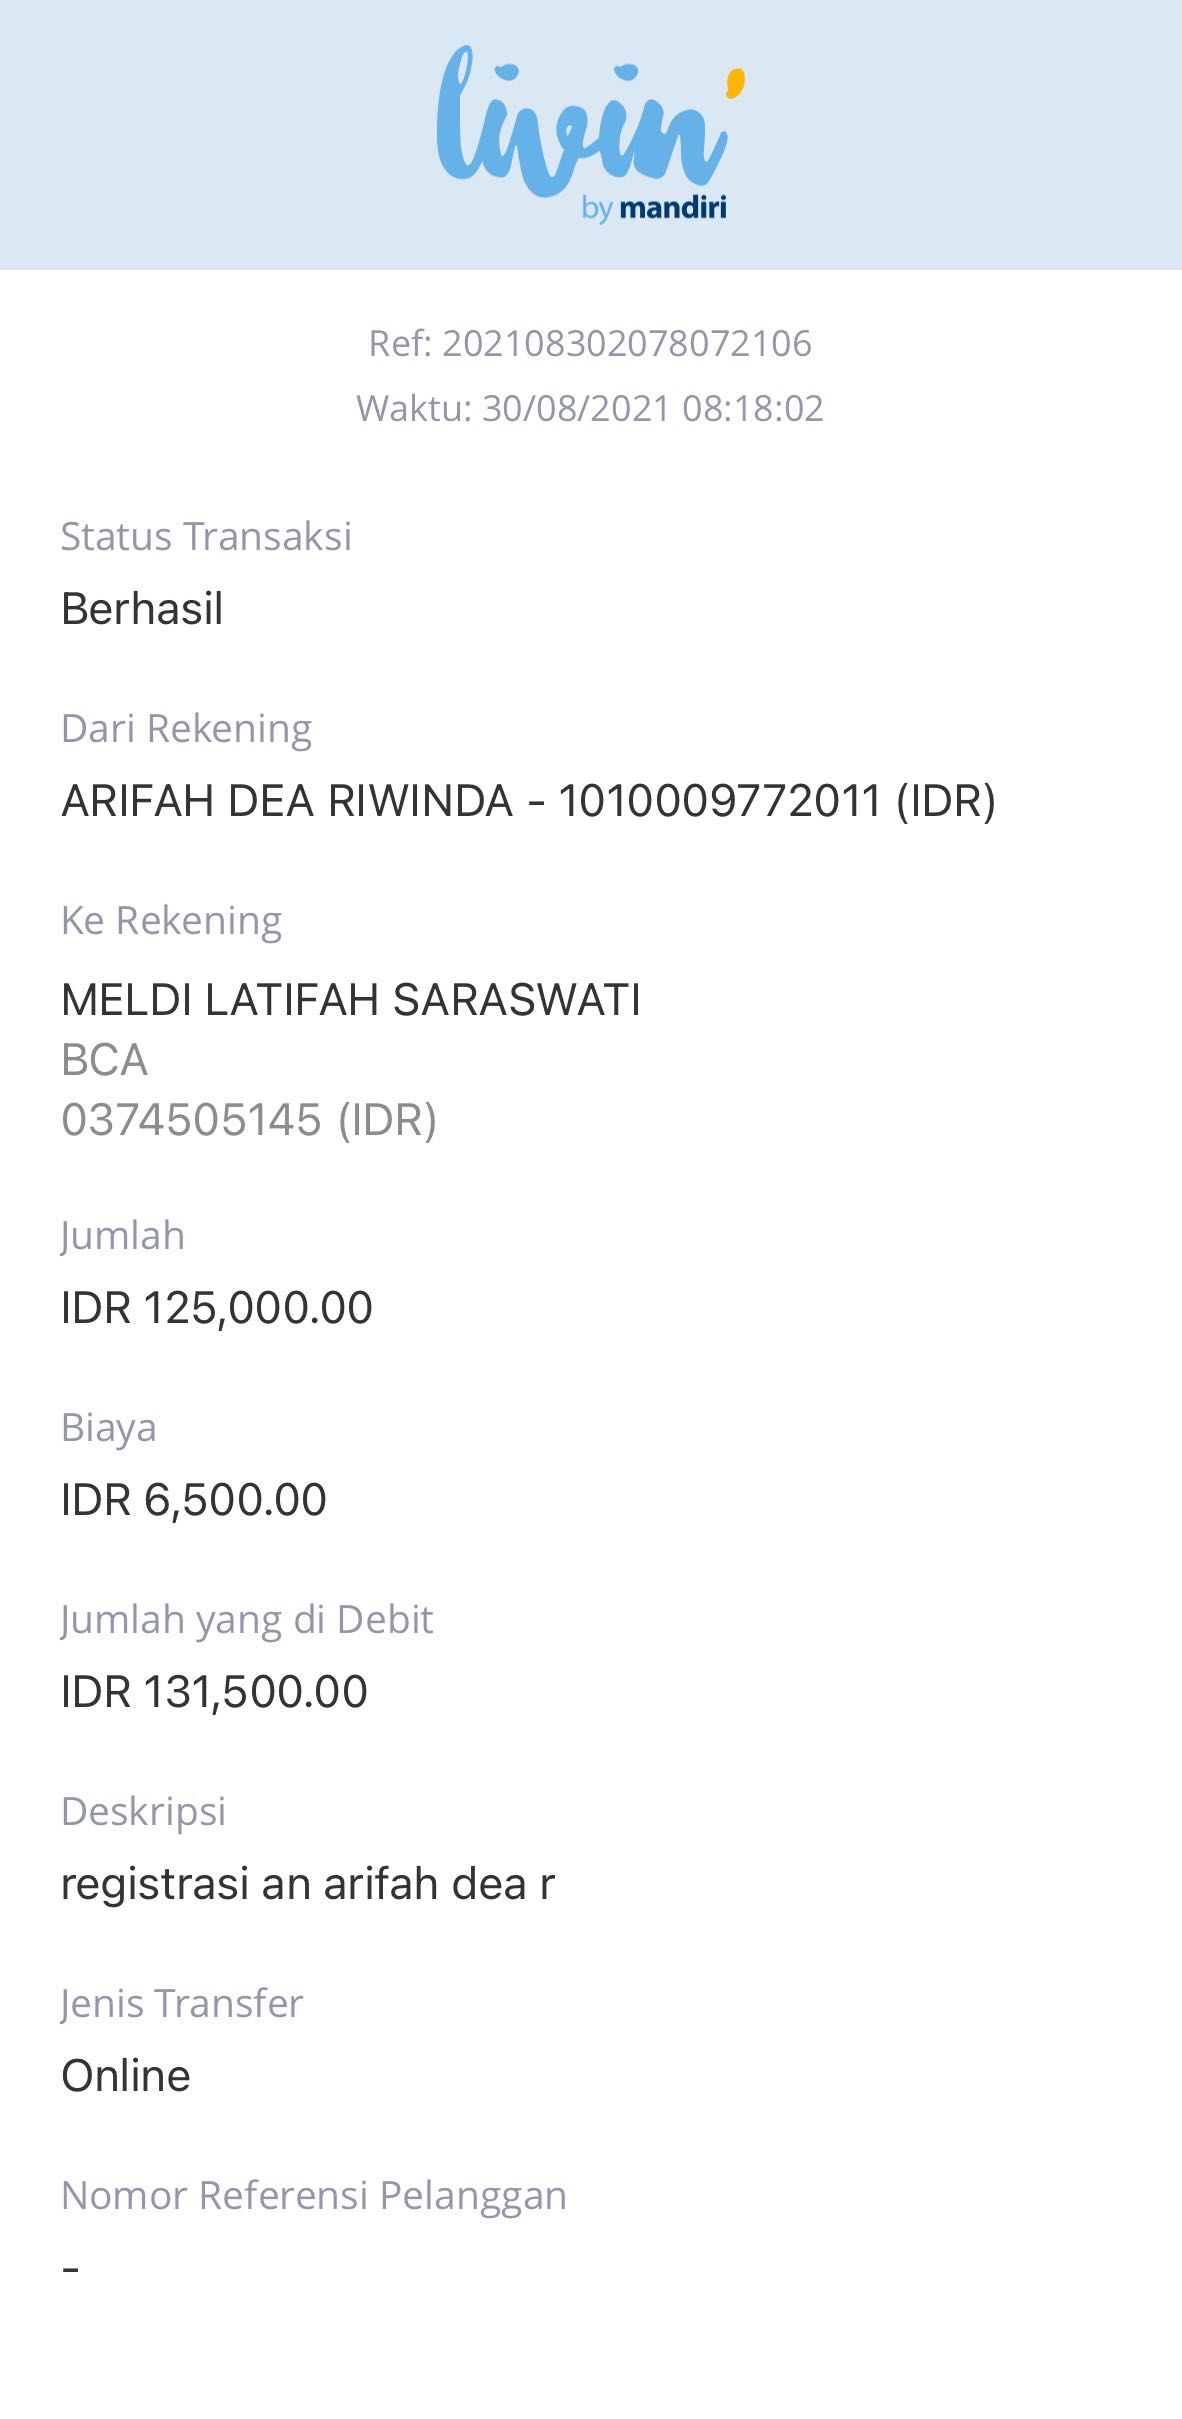 livin'
by mandiri
Ref: 202108302078072106
Waktu: 30/08/2021 08:18:02
Status Transaksi
Berhasil
Dari Rekening
ARIFAH DEA RIWINDA - 1010009772011 (IDR)
Ke Rekening
MELDI LATIFAH SARASWATI
BCA
0374505145 (IDR)
Jumlah
IDR 125,000.00
Biaya
IDR 6,500.00
Jumlah yang di Debit
IDR 131,500.00
Deskripsi
registrasi an arifah dea r
Jenis Transfer
Online
Nomor Referensi Pelanggan
-